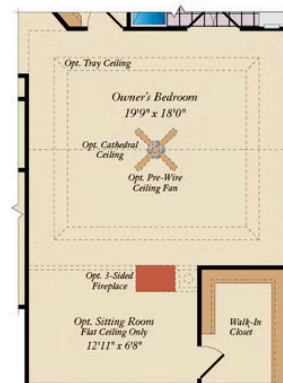 Opt. Tray Ceiling
Owner's Bedroom
19'9" x 18'0"
Opt. Cathedral
Ceiling
Opt. Pre-Wire
Ceiling Fan
Opt. 3-Sided
Fireplace
Opt. Sitting Room
Flat Ceiling Only
12'11" x 6'8"
Walk-In
Closet